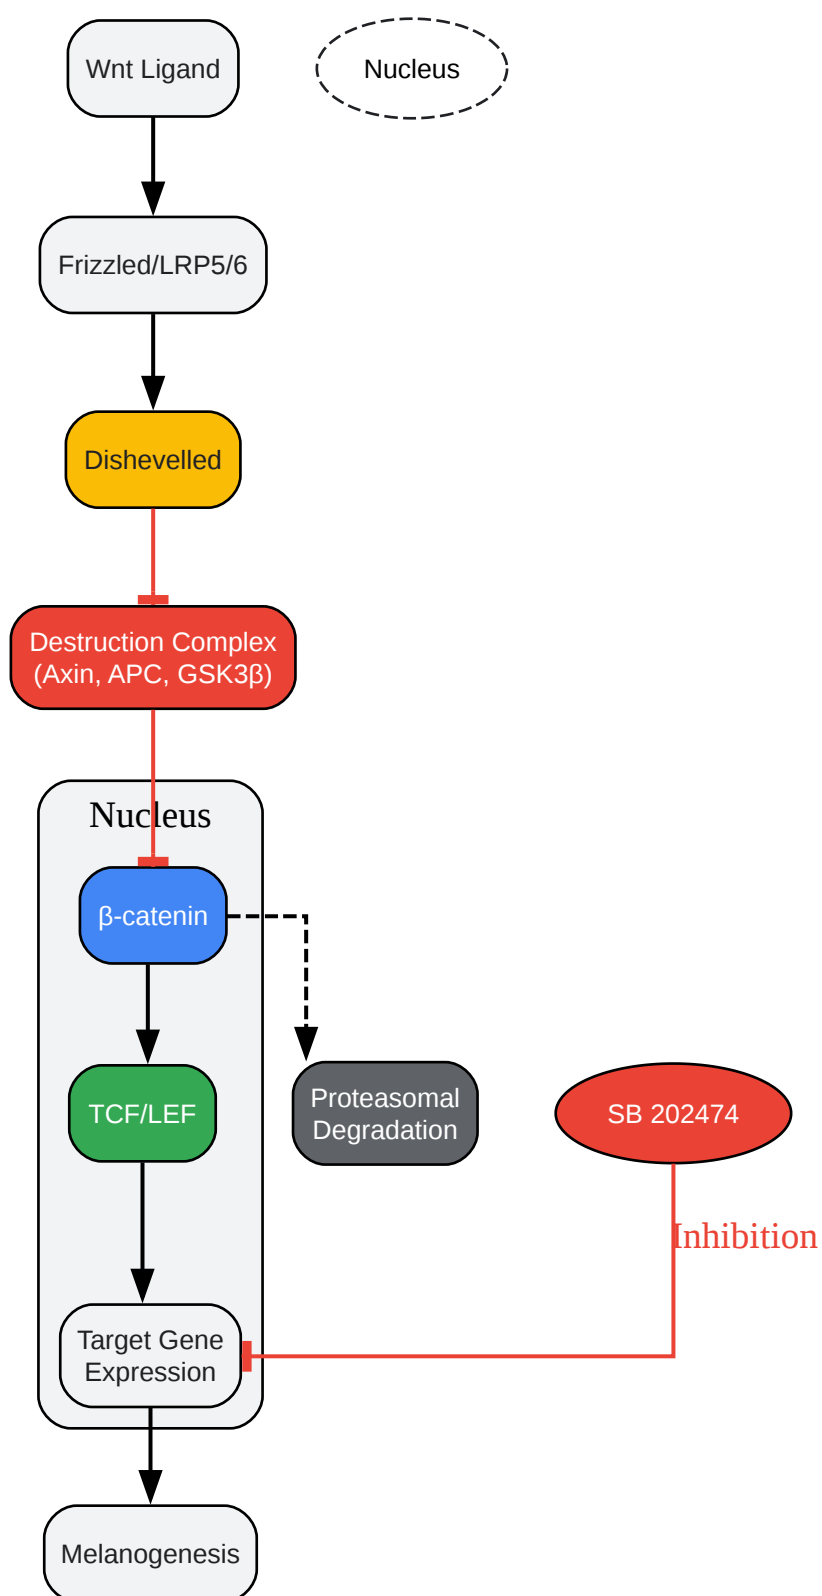 Wnt Ligand
Nucleus
Frizzled/LRP5/6
Dishevelled
Destruction Complex
(Axin, APC, GSK3β)
Nucleus
β-catenin
TCF/LEF
Proteasomal
Degradation
SB 202474
Inhibition
Target Gene
Expression
Melanogenesis